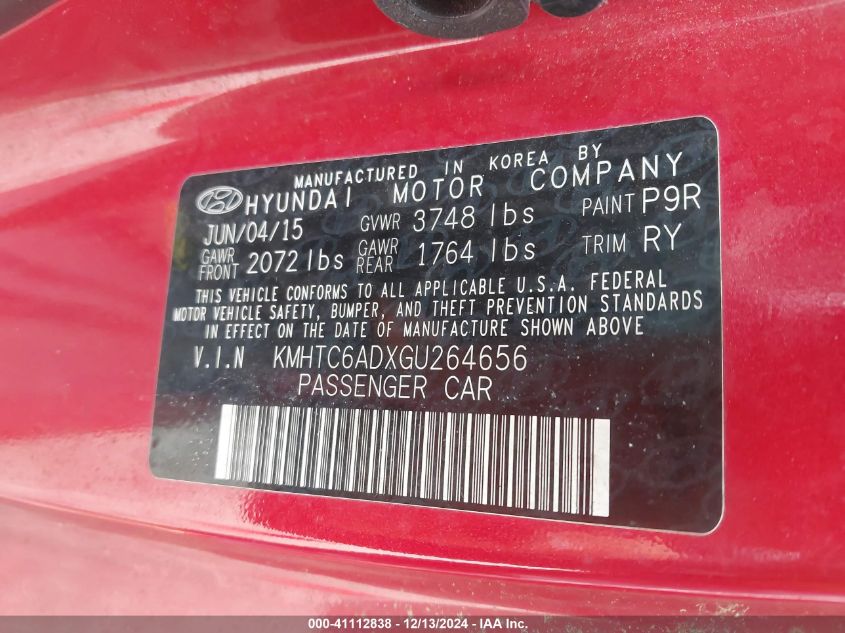 MANUFACTURED IN KOREA BY
HYUNDAI MOTOR COMPANY
JUN/04/15 GVWR 3748 lbs PAINT P9R
GAWR FRONT 2072 lbs GAWR REAR 1764 lbs TRIM RY
THIS VEHICLE CONFORMS TO ALL APPLICABLE U.S.A. FEDERAL
MOTOR VEHICLE SAFETY, BUMPER, AND THEFT PREVENTION STANDARDS
IN EFFECT ON THE DATE OF MANUFACTURE SHOWN ABOVE
V.I.N KMHTC6ADXGU264656
PASSENGER CAR
000-41112838 - 12/13/2024 - IAA Inc.